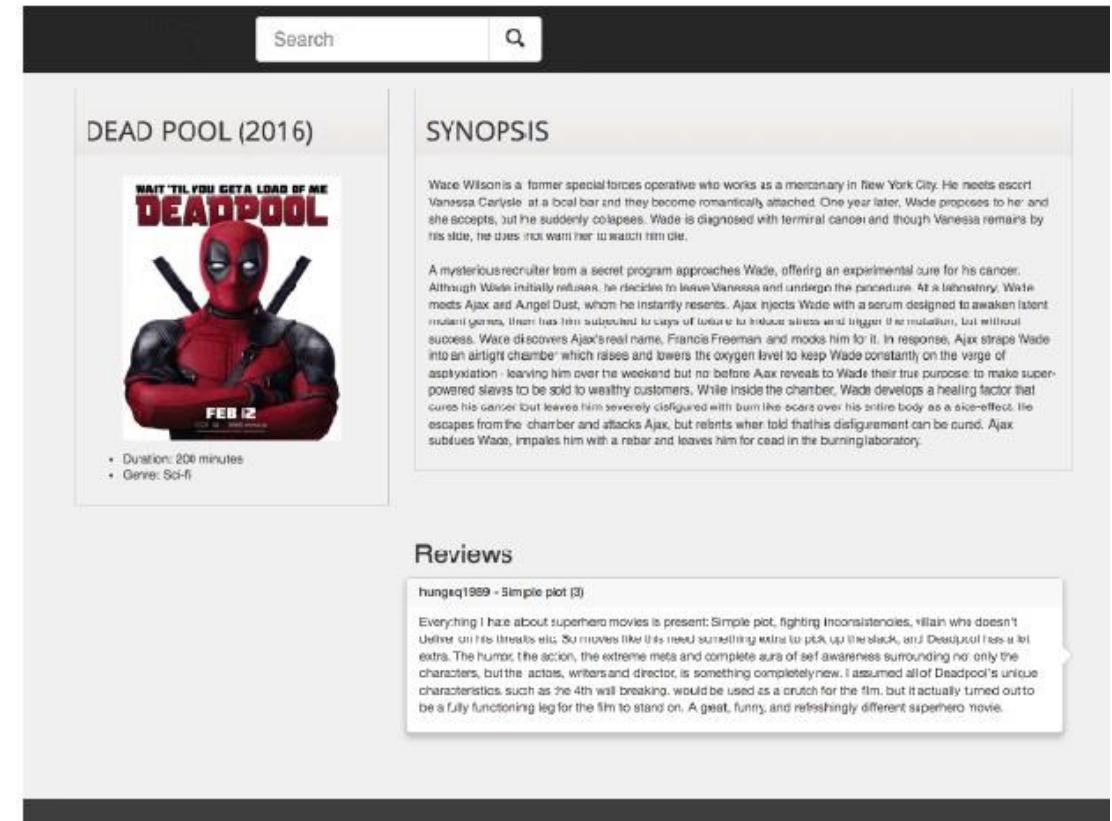 Search
DEAD POOL (2016)
WAIT 'TIL YOU GET A LOAD OF ME
DEADPOOL
FEB 12
• Duration: 200 minutes
• Genre: Sci-fi
SYNOPSIS
Wade Wilson is a former special forces operative who works as a mercenary in New York City. He meets escort
Vanessa Carlysle at a local bar and they become romantically attached. One year later, Wade proposes to her and
she accepts, but he suddenly collapses. Wade is diagnosed with terminal cancer and though Vanessa remains by
his side, he does not want her to watch him die.
A mysterious recruiter from a secret program approaches Wade, offering an experimental cure for his cancer.
Although Wade initially refuses, he decides to leave Vanessa and undergo the procedure. At a laboratory, Wade
meets Ajax and Angel Dust, whom he instantly resents. Ajax injects Wade with a serum designed to awaken latent
mutant genes, then has him subjected to days of torture to induce stress and trigger the mutation, but without
success. Wade discovers Ajax's real name, Francis Freeman and mocks him for it. In response, Ajax straps Wade
into an airtight chamber which raises and lowers the oxygen level to keep Wade constantly on the verge of
asphyxiation - leaving him over the weekend but not before Ajax reveals to Wade their true purpose: to make super-
powered slaves to be sold to wealthy customers. While inside the chamber, Wade develops a healing factor that
cures his cancer but leaves him severely disfigured with burn like scars over his entire body as a side-effect. He
escapes from the chamber and attacks Ajax, but relents when told that his disfigurement can be cured. Ajax
subdues Wade, impales him with a rebar and leaves him for dead in the burning laboratory.
Reviews
hungsq1989 - Simple plot (3)
Everything I hate about superhero movies is present: Simple plot, fighting inconsistencies, villain who doesn't
deliver on his threats etc. So movies like this need something extra to pick up the slack, and Deadpool has a lot
extra. The humor, the action, the extreme meta and complete aura of self awareness surrounding not only the
characters, but the actors, writers and director, is something completely new. I assumed all of Deadpool's unique
characteristics, such as the 4th wall breaking, would be used as a crutch for the film, but it actually turned out to
be a fully functioning leg for the film to stand on. A great, funny, and refreshingly different superhero movie.